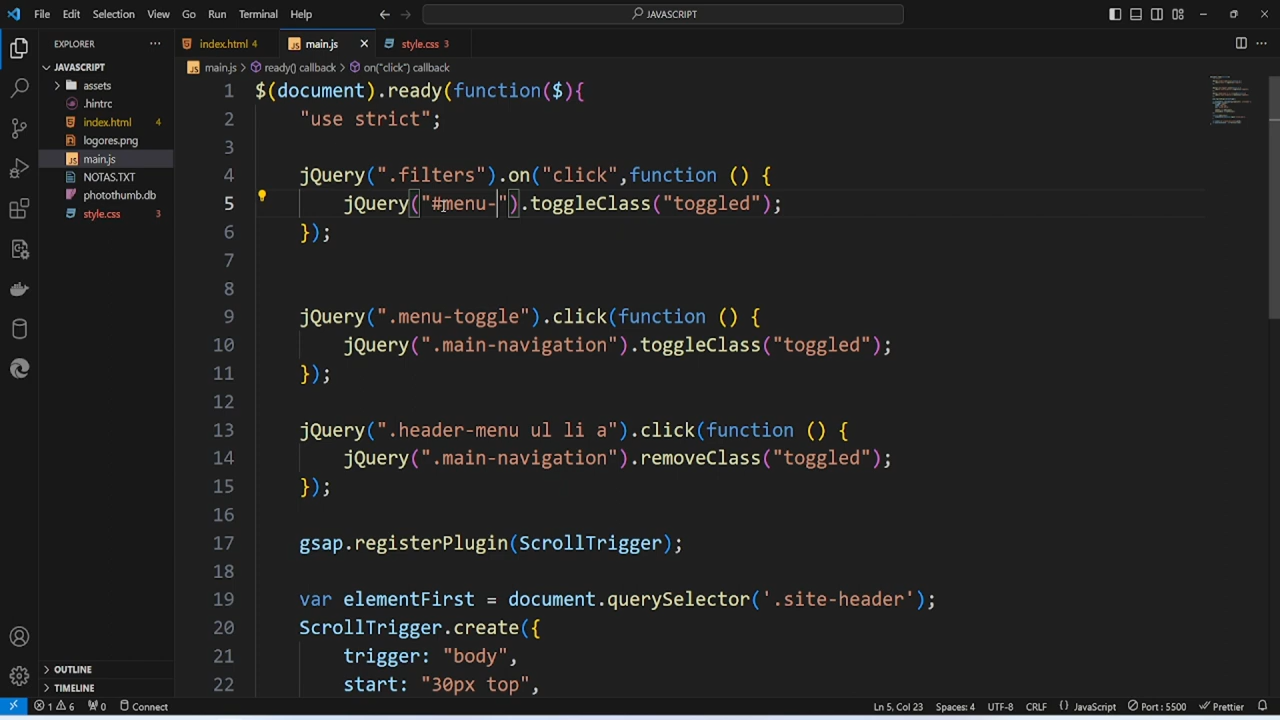 File Edit Selection View Go Run Terminal Help JAVASCRIPT
EXPLORER
JAVASCRIPT
assets
.hintrc
index.html 4
logores.png
main.js
NOTAS.TXT
photothumb.db
style.css 3
OUTLINE
TIMELINE
index.html 4 main.js style.css 3
main.js > ready() callback > on("click") callback
1 $(document).ready(function($){
2 "use strict";
3
4 jQuery(".filters").on("click",function () {
5 jQuery("#menu-").toggleClass("toggled");
6 });
7
8
9 jQuery(".menu-toggle").click(function () {
10 jQuery(".main-navigation").toggleClass("toggled");
11 });
12
13 jQuery(".header-menu ul li a").click(function () {
14 jQuery(".main-navigation").removeClass("toggled");
15 });
16
17 gsap.registerPlugin(ScrollTrigger);
18
19 var elementFirst = document.querySelector('.site-header');
20 ScrollTrigger.create({
21 trigger: "body",
22 start: "30px top",
1 6 0 Connect Ln 5, Col 23 Spaces: 4 UTF-8 CRLF {} JavaScript Port : 5500 Prettier